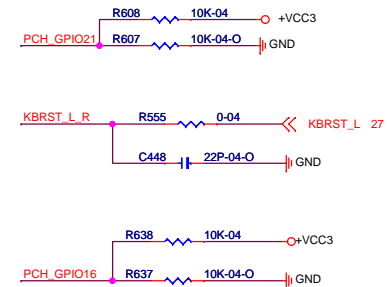 R608 10K-04 +VCC3
PCH_GPIO21 R607 10K-04-O GND
KBRST_L_R R555 0-04 KBRST_L 27
C448 22P-04-O GND
R638 10K-04 +VCC3
PCH_GPIO16 R637 10K-04-O GND